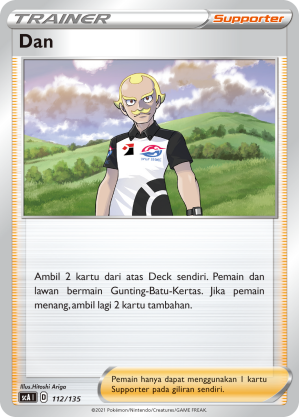 TRAINER
Supporter
Dan
Ambil 2 kartu dari atas Deck sendiri. Pemain dan
lawan bermain Gunting-Batu-Kertas. Jika pemain
menang, ambil lagi 2 kartu tambahan.
Illus.Hitoshi Ariga
scA I D 112/135
Pemain hanya dapat menggunakan 1 kartu
Supporter pada giliran sendiri.
©2021 Pokémon/Nintendo/Creatures/GAME FREAK.